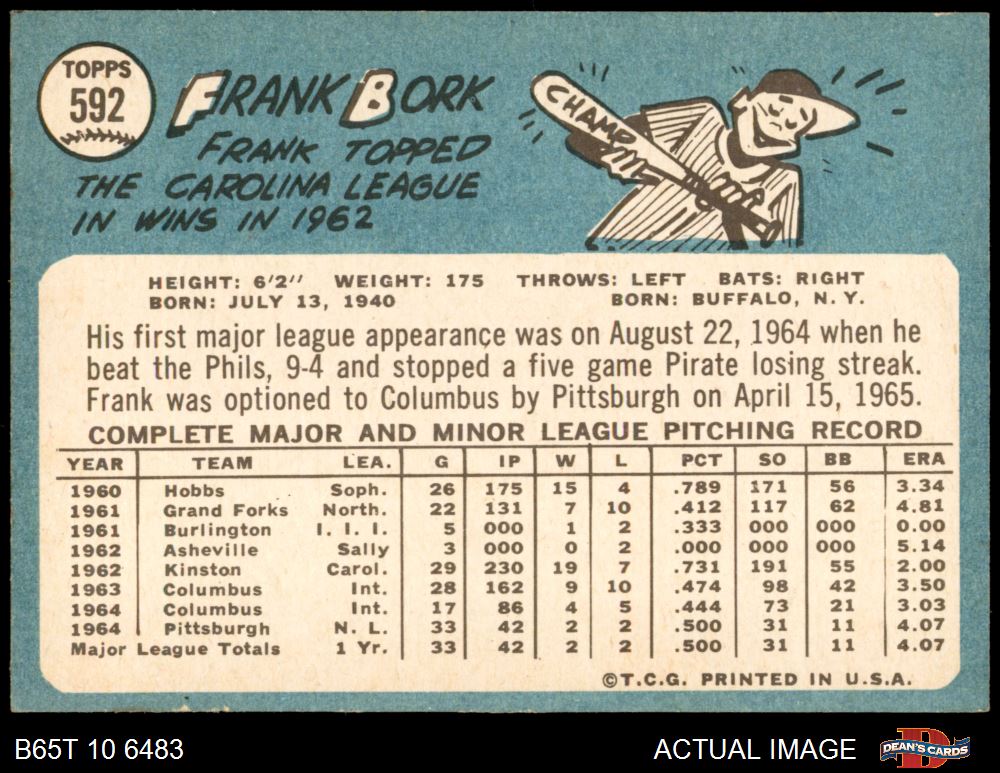 TOPPS
592
FRANK BORK
FRANK TOPPED
THE CAROLINA LEAGUE
IN WINS IN 1962
CHAMP
HEIGHT: 6'2" WEIGHT: 175 THROWS: LEFT BATS: RIGHT
BORN: JULY 13, 1940 BORN: BUFFALO, N. Y.
His first major league appearance was on August 22, 1964 when he
beat the Phils, 9-4 and stopped a five game Pirate losing streak.
Frank was optioned to Columbus by Pittsburgh on April 15, 1965.
COMPLETE MAJOR AND MINOR LEAGUE PITCHING RECORD
YEAR TEAM LEA. G IP W L PCT SO BB ERA
1960 Hobbs Soph. 26 175 15 4 .789 171 56 3.34
1961 Grand Forks North. 22 131 7 10 .412 117 62 4.81
1961 Burlington I. I. I. 5 000 1 2 .333 000 000 0.00
1962 Asheville Sally 3 000 0 2 .000 000 000 5.14
1962 Kinston Carol. 29 230 19 7 .731 191 55 2.00
1963 Columbus Int. 28 162 9 10 .474 98 42 3.50
1964 Columbus Int. 17 86 4 5 .444 73 21 3.03
1964 Pittsburgh N. L. 33 42 2 2 .500 31 11 4.07
Major League Totals 1 Yr. 33 42 2 2 .500 31 11 4.07
©T.C.G. PRINTED IN U.S.A.
B65T 10 6483 ACTUAL IMAGE DEAN'S CARDS